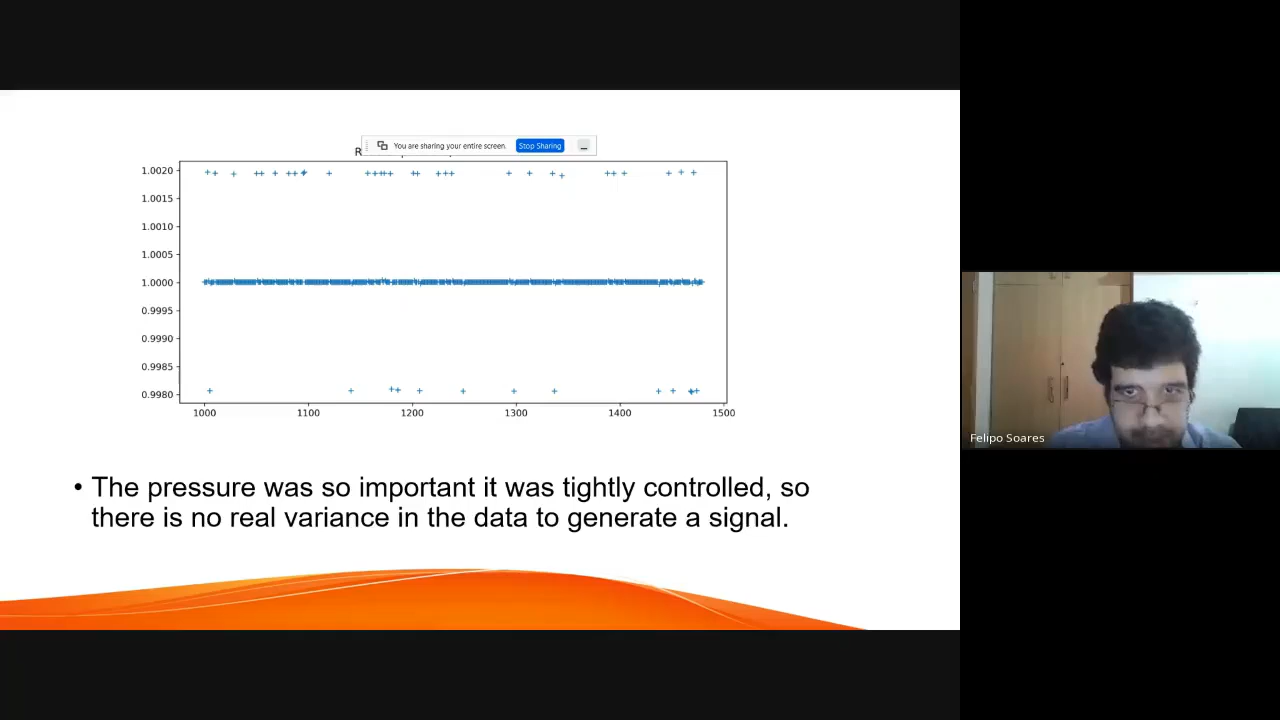 You are sharing your entire screen. Stop Sharing
1.0020
1.0015
1.0010
1.0005
1.0000
0.9995
0.9990
0.9985
0.9980
1000 1100 1200 1300 1400 1500
• The pressure was so important it was tightly controlled, so
there is no real variance in the data to generate a signal.
Felipo Soares